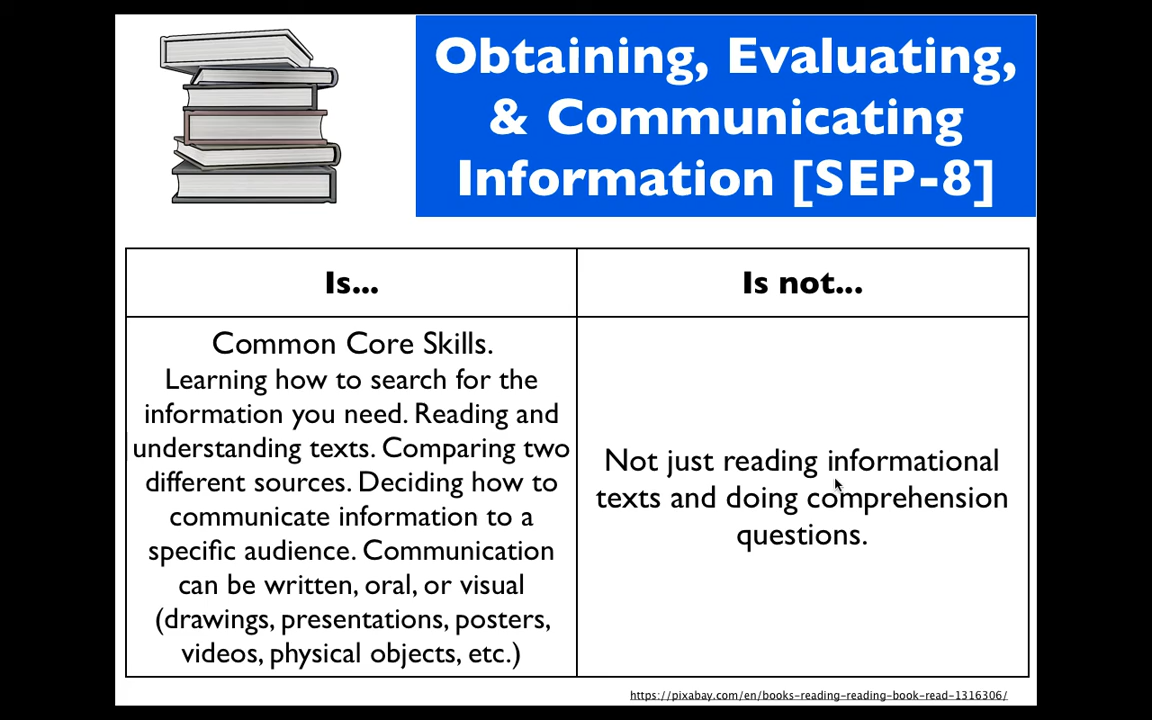 Obtaining, Evaluating,
& Communicating
Information [SEP-8]
Is...
Is not...
Common Core Skills.
Learning how to search for the
information you need. Reading and
understanding texts. Comparing two
different sources. Deciding how to
communicate information to a
specific audience. Communication
can be written, oral, or visual
(drawings, presentations, posters,
videos, physical objects, etc.)
Not just reading informational
texts and doing comprehension
questions.
https://pixabay.com/en/books-reading-reading-book-read-1316306/